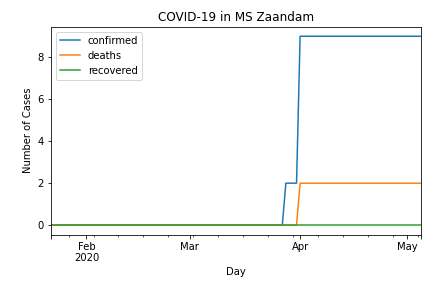 COVID-19 in MS Zaandam
confirmed
deaths
recovered
Number of Cases
8
6
4
2
0
Feb
2020
Mar
Apr
May
Day